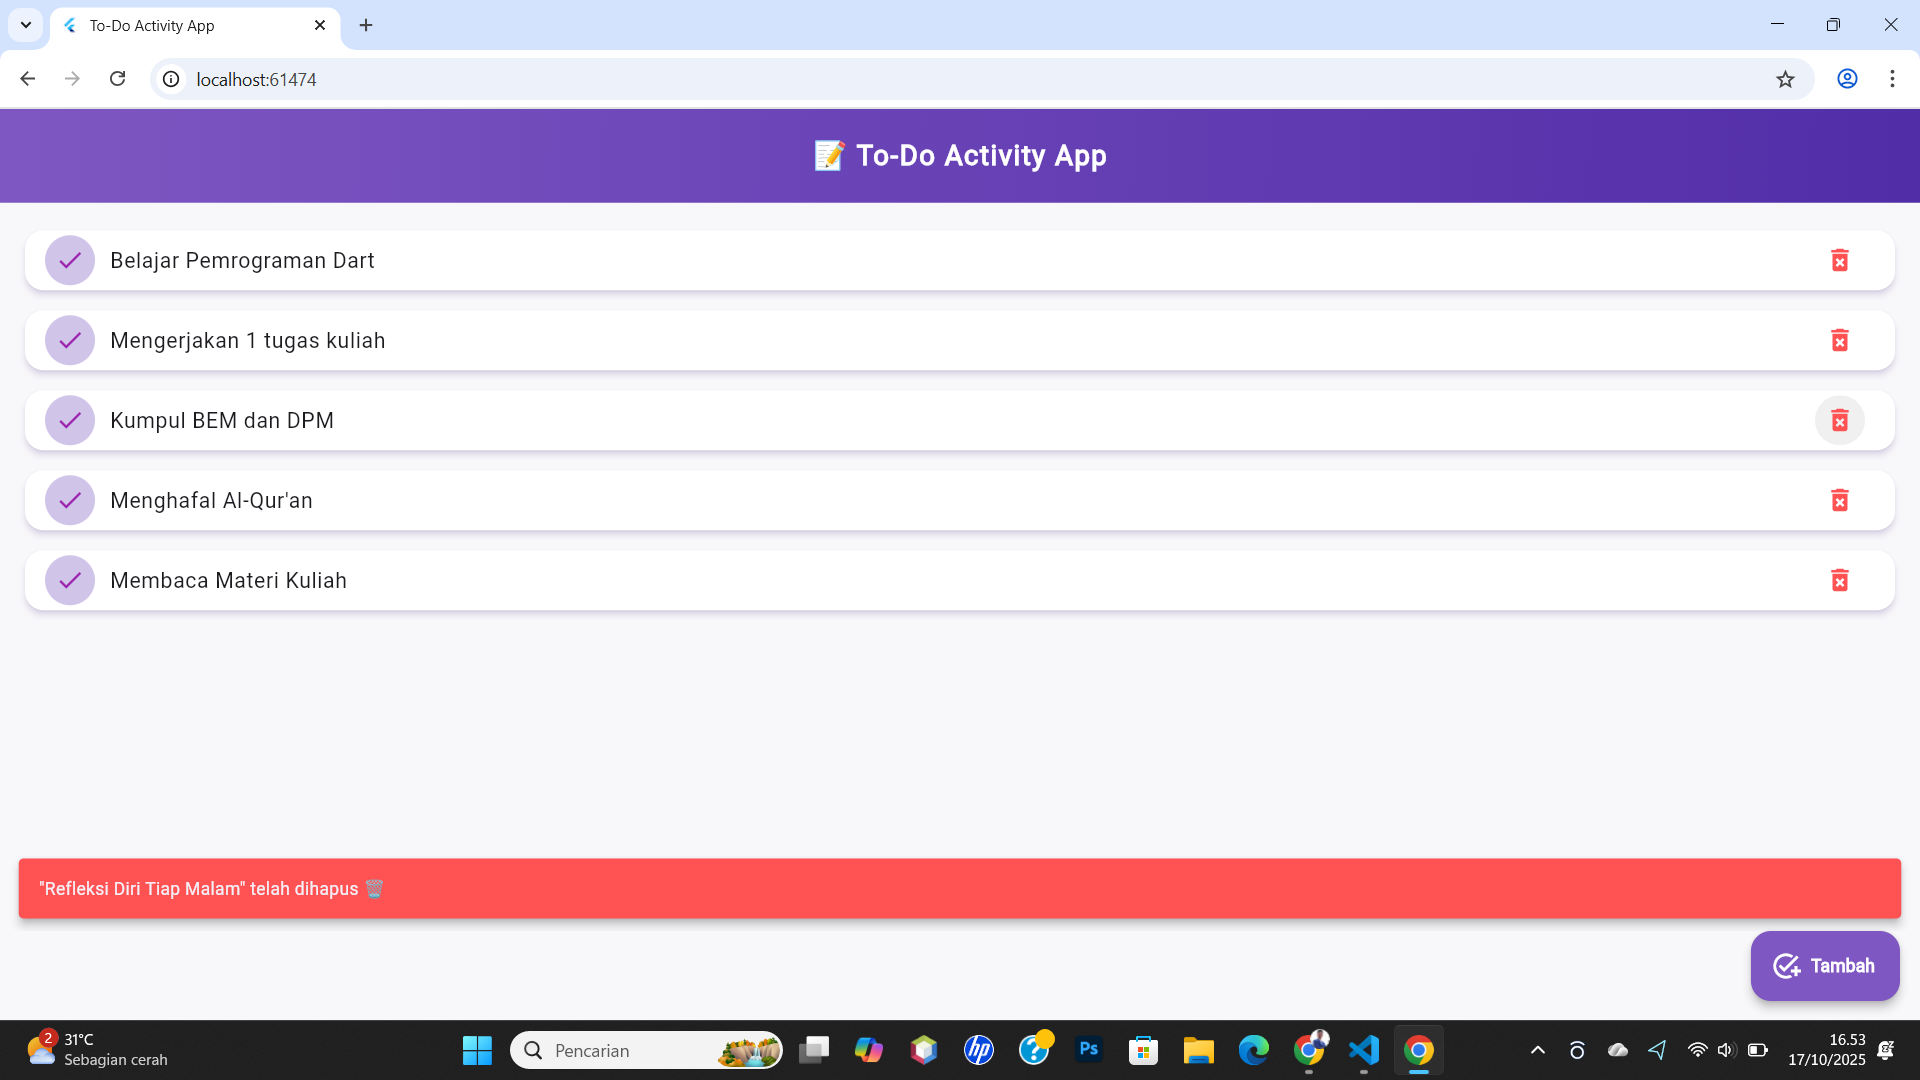 To-Do Activity App
localhost:61474
📝 To-Do Activity App
Belajar Pemrograman Dart
Mengerjakan 1 tugas kuliah
Kumpul BEM dan DPM
Menghafal Al-Qur'an
Membaca Materi Kuliah
"Refleksi Diri Tiap Malam" telah dihapus 🗑️
Tambah
2
31°C
Sebagian cerah
Pencarian
hp
?
Ps
16.53
17/10/2025